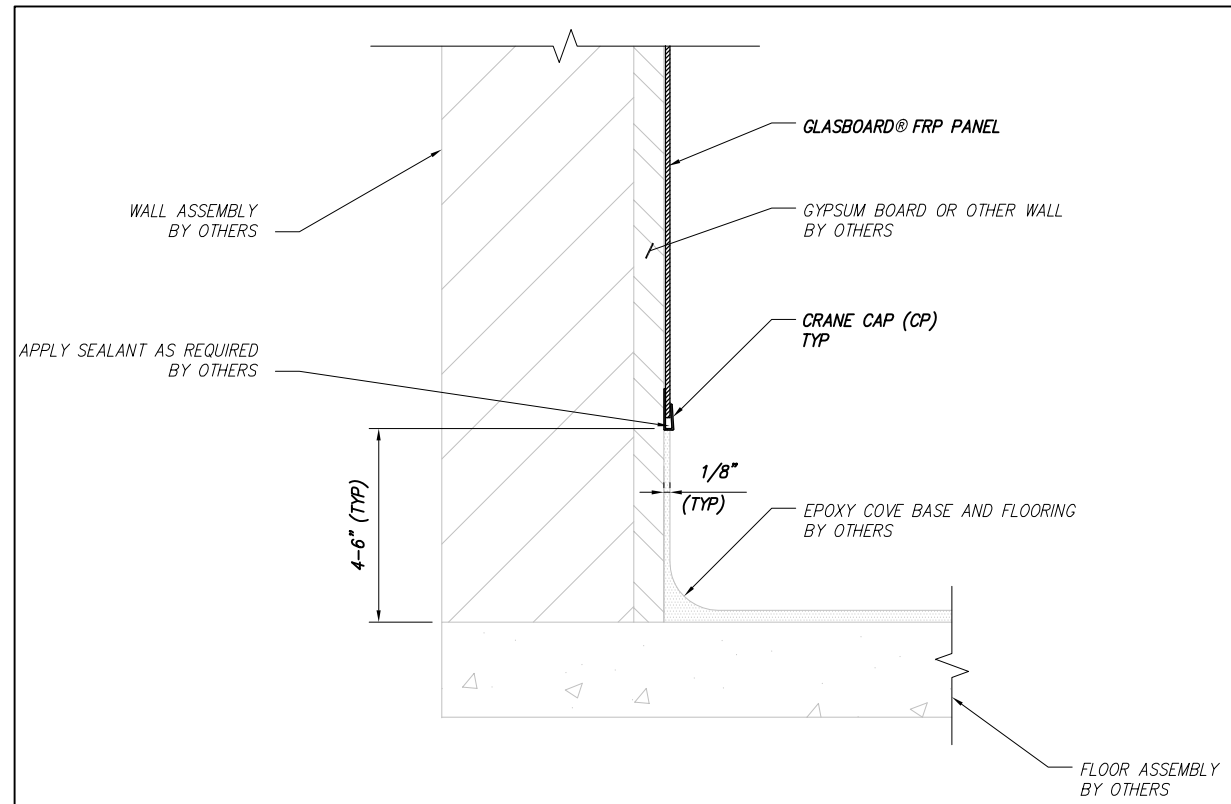 GLASBOARD® FRP PANEL
WALL ASSEMBLY
BY OTHERS
GYPSUM BOARD OR OTHER WALL
BY OTHERS
CRANE CAP (CP)
TYP
APPLY SEALANT AS REQUIRED
BY OTHERS
4-6" (TYP)
1/8"
(TYP)
EPOXY COVE BASE AND FLOORING
BY OTHERS
FLOOR ASSEMBLY
BY OTHERS